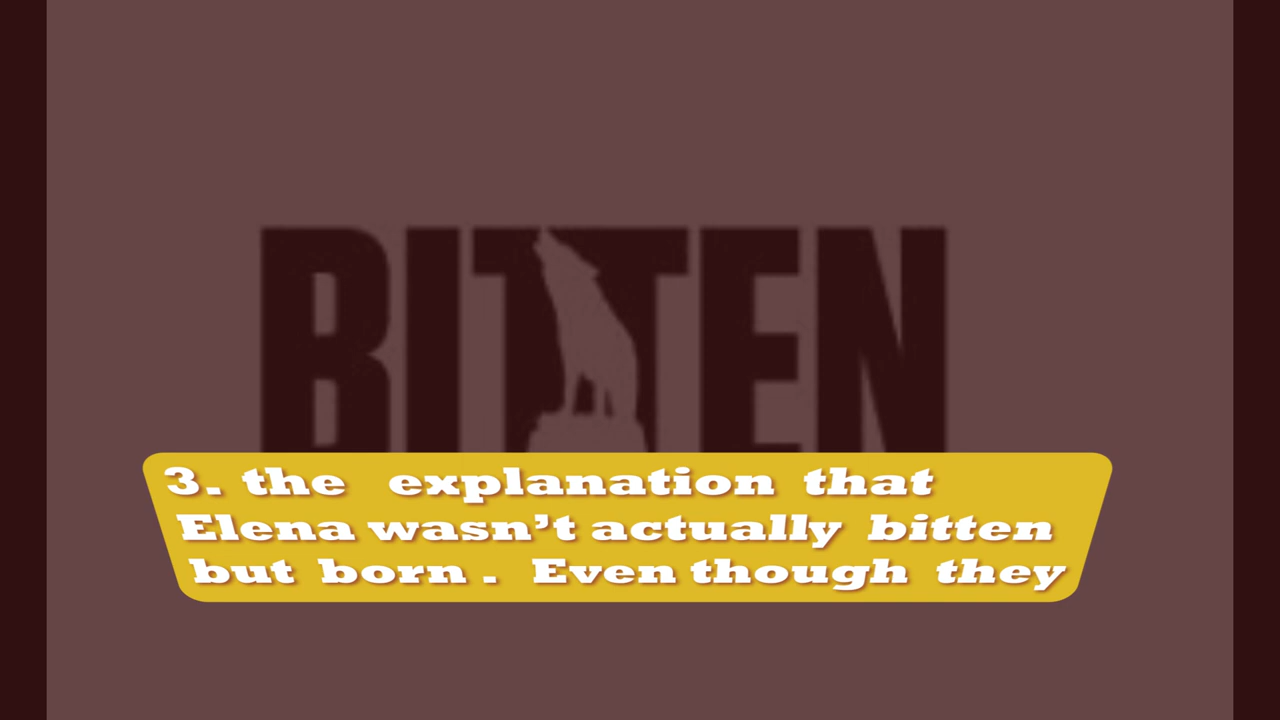 BITTEN
3. the explanation that
Elena wasn't actually bitten
but born . Even though they